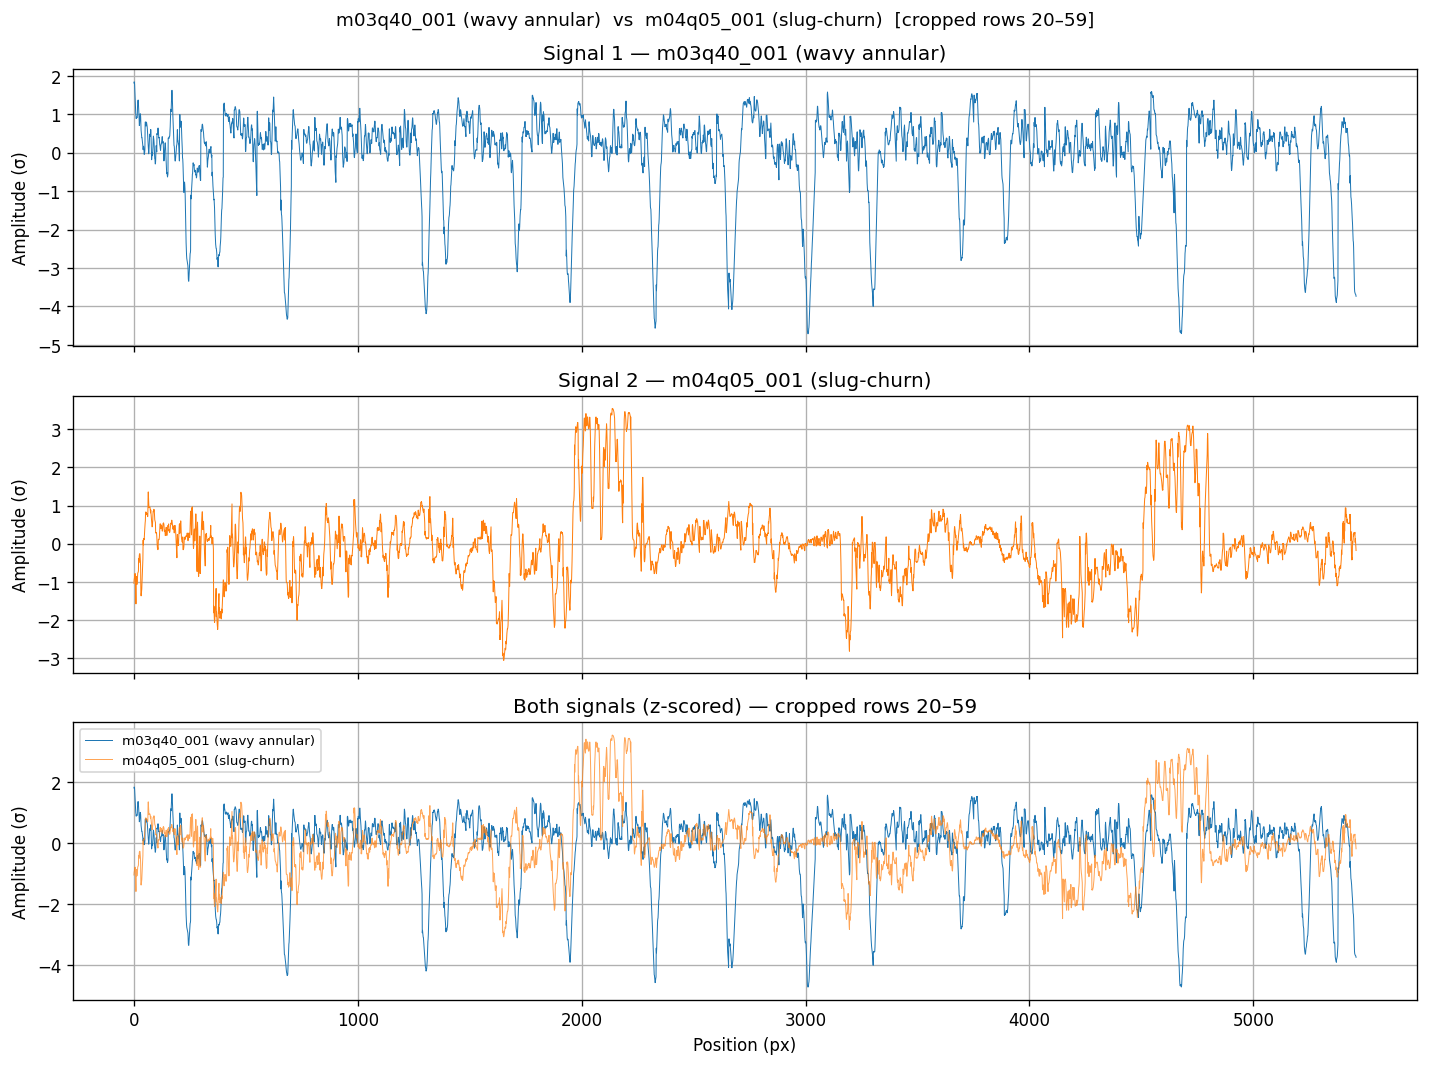 m03q40_001 (wavy annular)  vs  m04q05_001 (slug-churn)  [cropped rows 20–59]
Signal 1 — m03q40_001 (wavy annular)
2
1
0
−1
−2
−3
−4
−5
Amplitude (σ)
Signal 2 — m04q05_001 (slug-churn)
3
2
1
0
−1
−2
−3
Amplitude (σ)
Both signals (z-scored) — cropped rows 20–59
m03q40_001 (wavy annular)
m04q05_001 (slug-churn)
2
0
−2
−4
Amplitude (σ)
0 1000 2000 3000 4000 5000
Position (px)